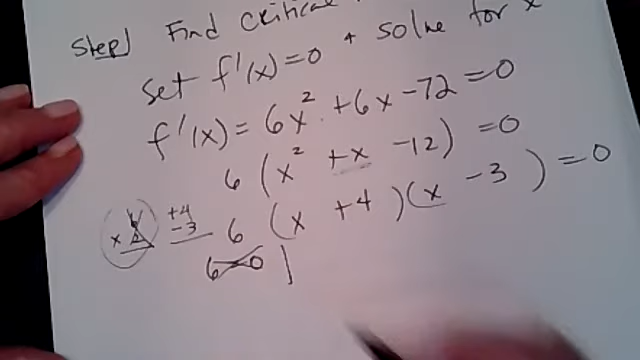 Step 1 Find critical
set f'(x)=0 + solve for x
f'(x) = 6x² + 6x - 72 = 0
6 (x² + x - 12) = 0
+4
-3
6 (x + 4)(x - 3) = 0
6=0